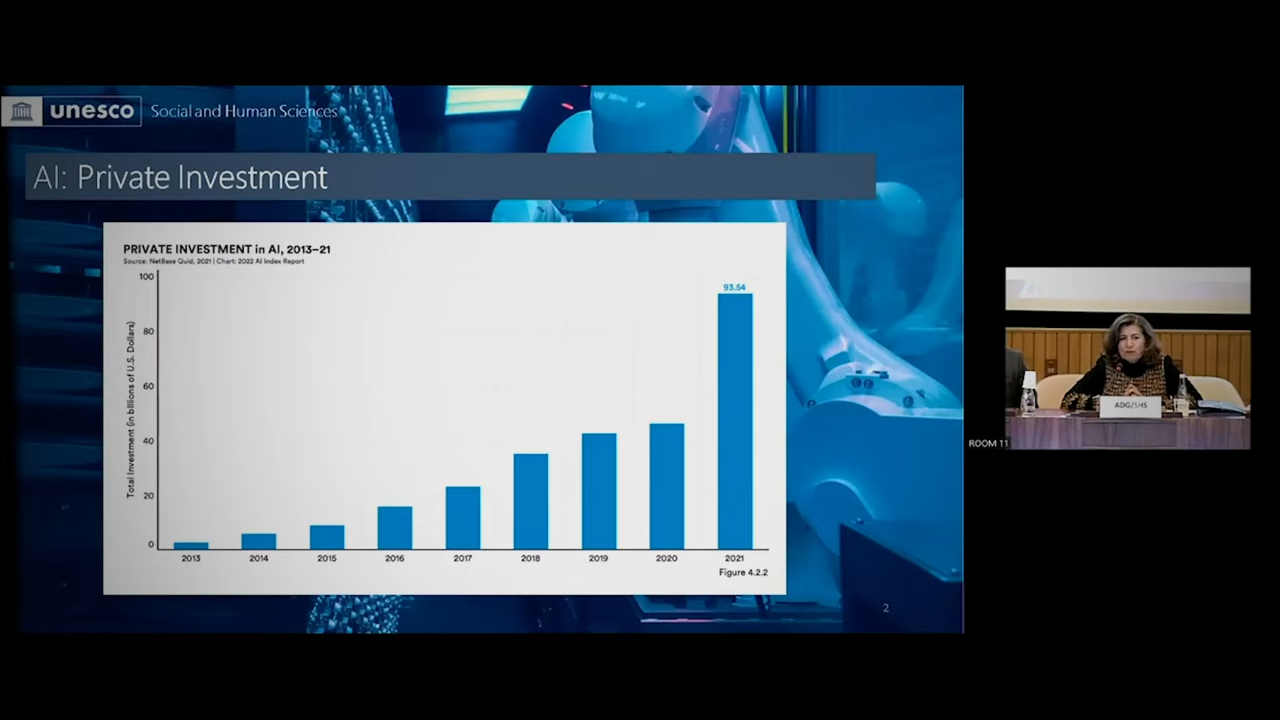 unesco Social and Human Sciences
AI: Private Investment
PRIVATE INVESTMENT in AI, 2013–21
Source: NetBase Quid, 2021 | Chart: 2022 AI Index Report
Total Investment (in billions of U.S. Dollars)
100
80
60
40
20
0
93.54
2013 2014 2015 2016 2017 2018 2019 2020 2021
Figure 4.2.2
2
ADG/SHS
ROOM 11